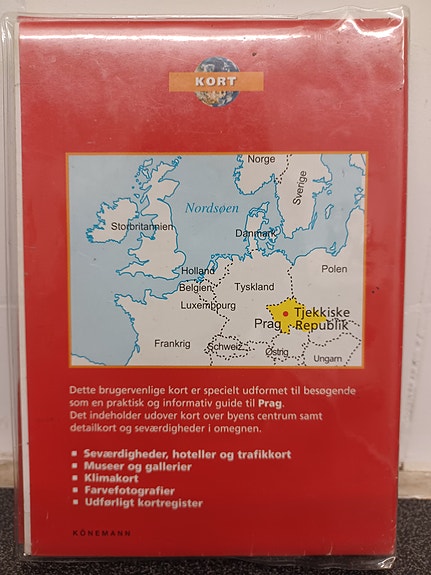 KORT
Norge
Sverige
Nordsøen
Storbritannien
Danmark
Holland
Polen
Belgien
Tyskland
Luxembourg
Tjekkiske
Prag
Republik
Frankrig
Schweiz
Østrig
Ungarn
Dette brugervenlige kort er specielt udformet til besøgende
som en praktisk og informativ guide til Prag.
Det indeholder udover kort over byens centrum samt
detailkort og seværdigheder i omegnen.
Seværdigheder, hoteller og trafikkort
Museer og gallerier
Klimakort
Farvefotografier
Udførligt kortregister
KÖNEMANN